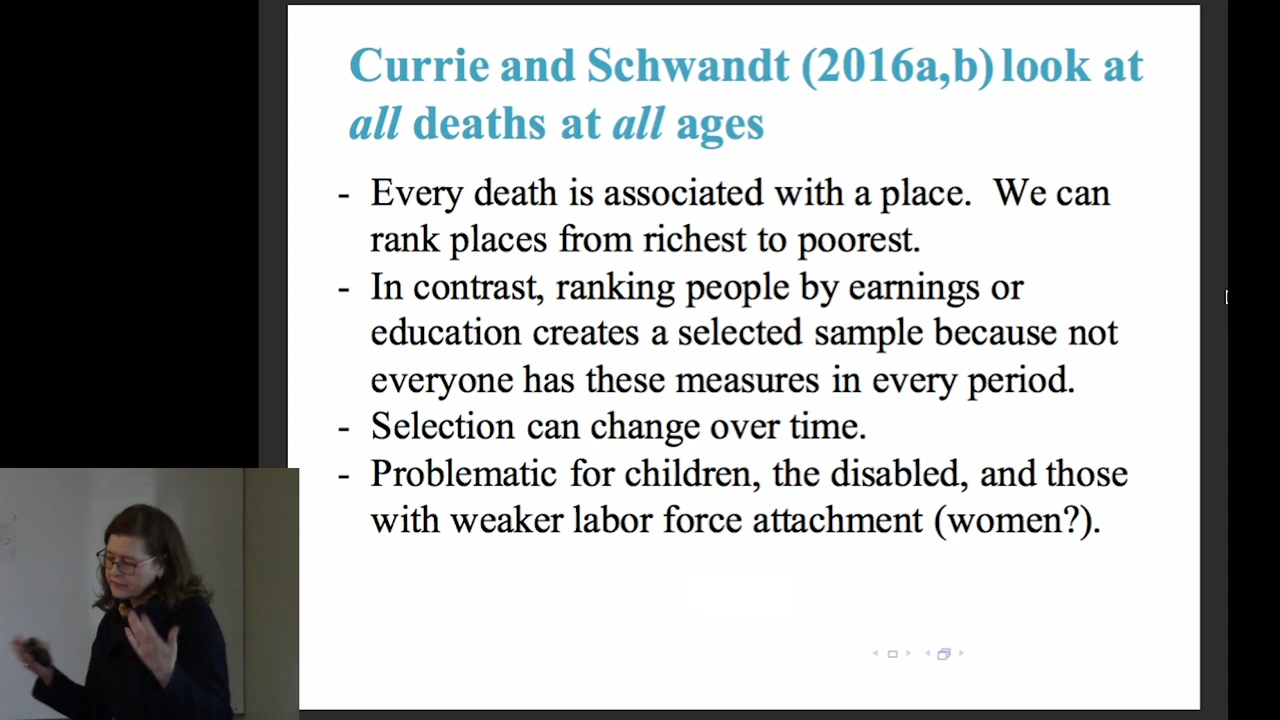 Currie and Schwandt (2016a,b) look at
all deaths at all ages
- Every death is associated with a place. We can
rank places from richest to poorest.
- In contrast, ranking people by earnings or
education creates a selected sample because not
everyone has these measures in every period.
- Selection can change over time.
- Problematic for children, the disabled, and those
with weaker labor force attachment (women?).